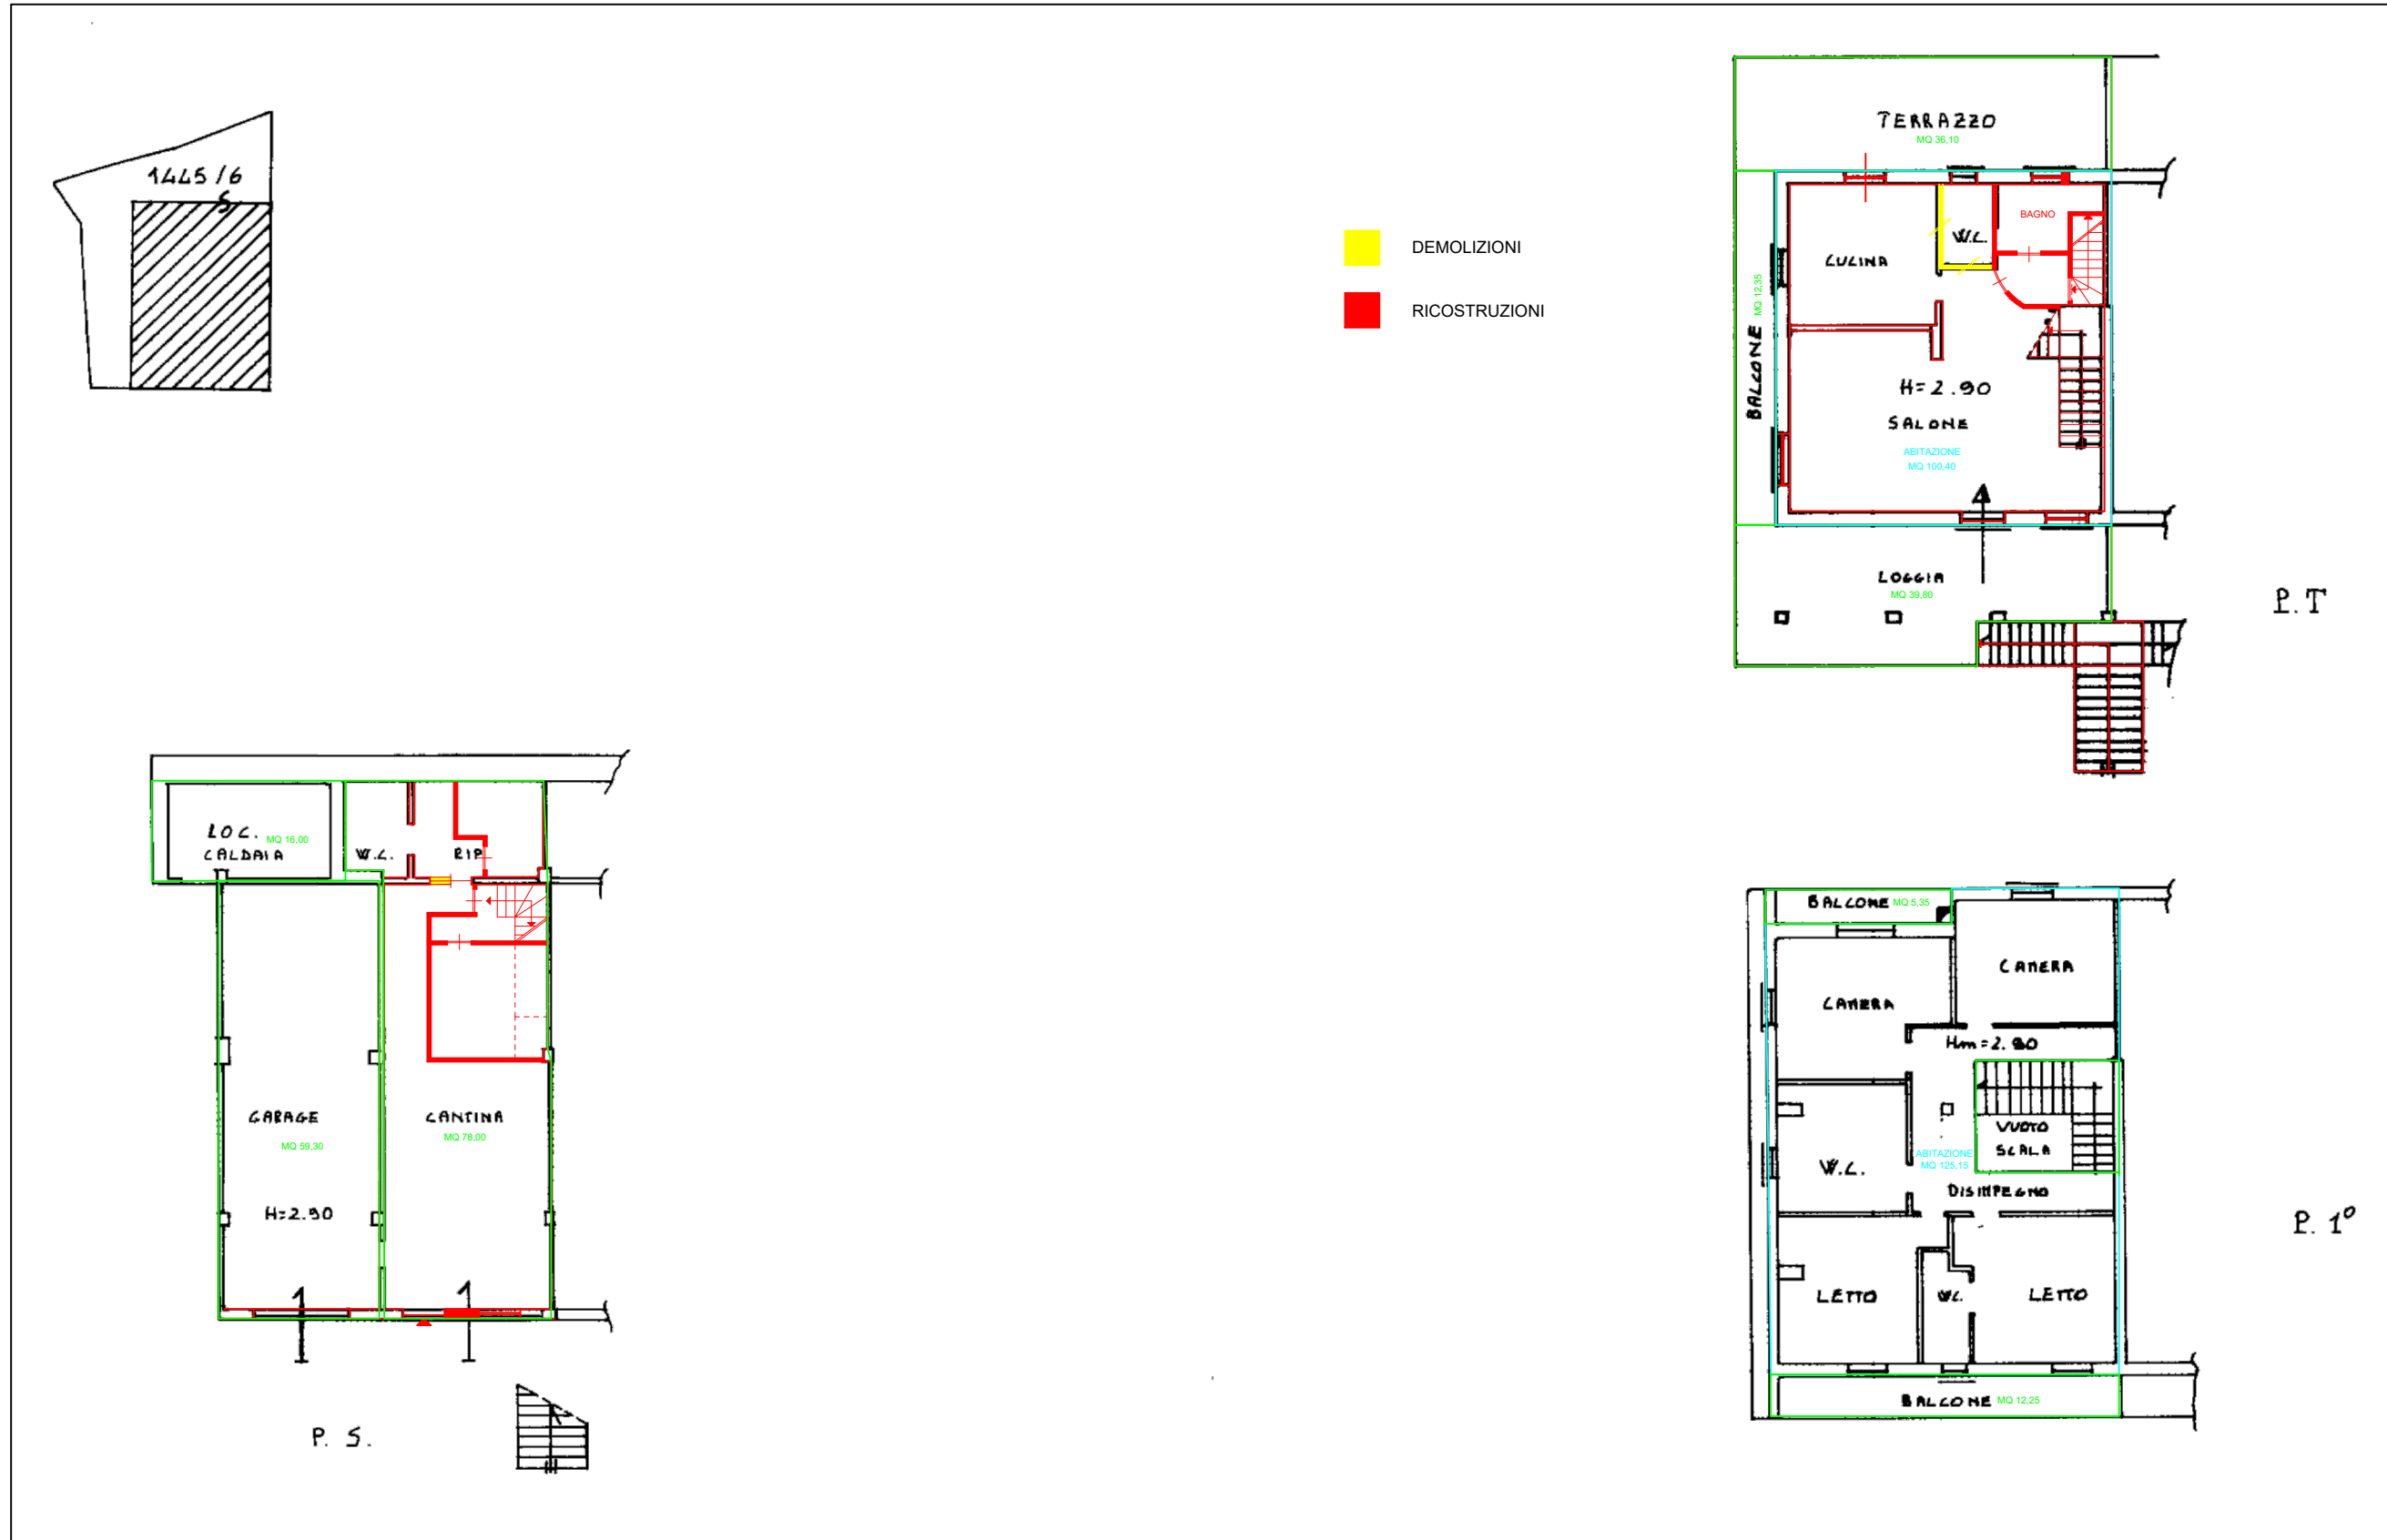 1445/6
S
DEMOLIZIONI
RICOSTRUZIONI
TERRAZZO
MQ 36,10
BAGNO
W.C.
CUCINA
MQ 12,35
BALCONE
H=2.90
SALONE
ABITAZIONE
MQ 100,40
LOGGIA
MQ 39,80
P.T
LOC.
CALDAIA
MQ 16,00
W.C.
RIP
GARAGE
MQ 59,30
CANTINA
MQ 78,00
H=2.90
P. S.
BALCONE MQ 5,35
CAMERA
CAMERA
Hm=2.90
VUOTO
SCALA
ABITAZIONE
MQ 125,15
W.C.
DISIMPEGNO
P. 1°
LETTO
W.C.
LETTO
BALCONE MQ 12,25